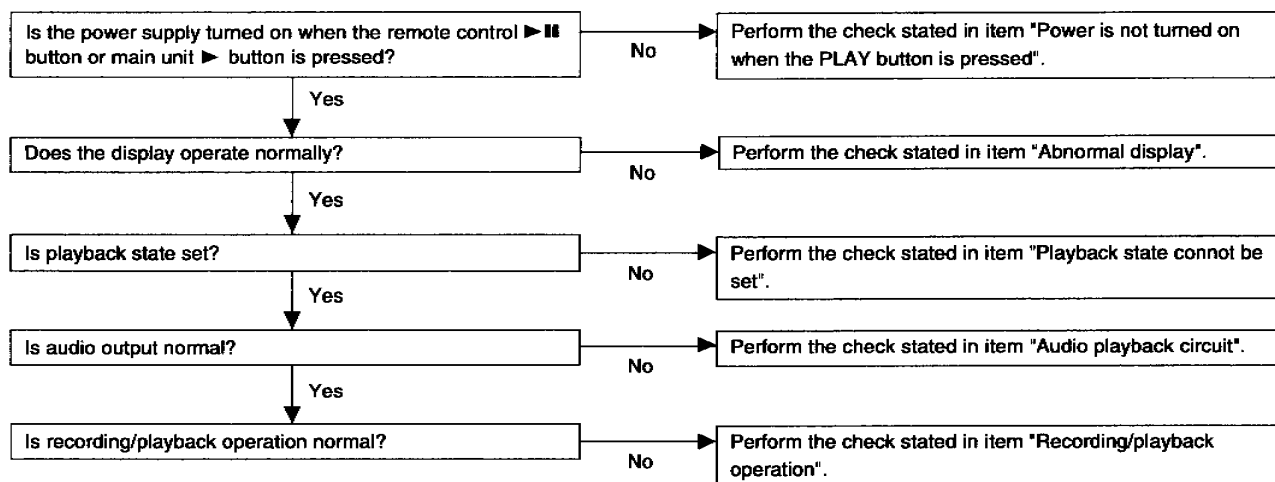 Is the power supply turned on when the remote control ►II
button or main unit ► button is pressed?
No
Perform the check stated in item "Power is not turned on
when the PLAY button is pressed".
Yes
Does the display operate normally?
No
Perform the check stated in item "Abnormal display".
Yes
Is playback state set?
No
Perform the check stated in item "Playback state connot be
set".
Yes
Is audio output normal?
No
Perform the check stated in item "Audio playback circuit".
Yes
Is recording/playback operation normal?
No
Perform the check stated in item "Recording/playback
operation".